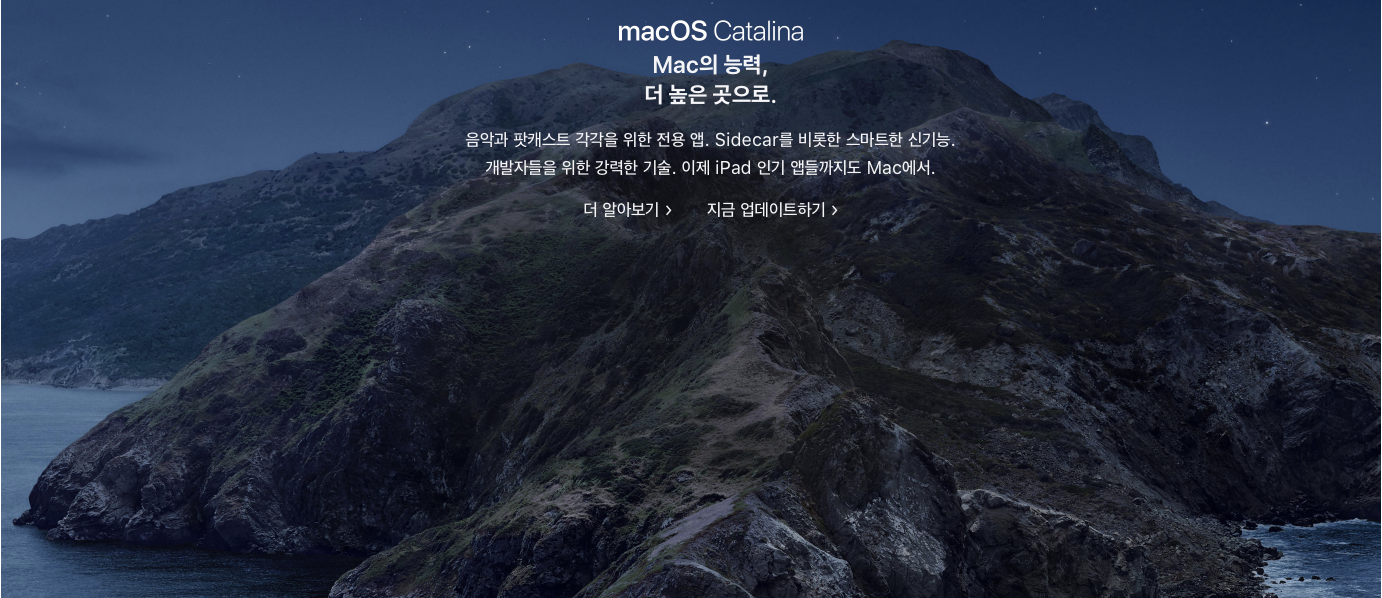 macOS Catalina
Mac의 능력,
더 높은 곳으로.
음악과 팟캐스트 각각을 위한 전용 앱. Sidecar를 비롯한 스마트한 신기능.
개발자들을 위한 강력한 기술. 이제 iPad 인기 앱들까지도 Mac에서.
더 알아보기 > 지금 업데이트하기 >